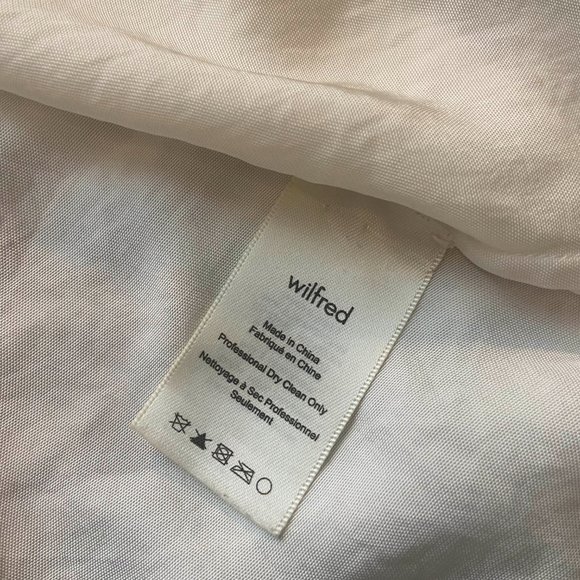 wilfred
Made in China
Fabriqué en Chine
Professional Dry Clean Only
Nettoyage à Sec Professionnel
Seulement